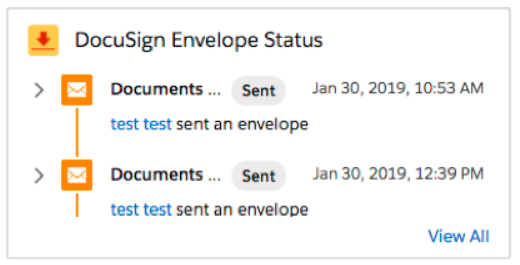 DocuSign Envelope Status
Documents ... Sent Jan 30, 2019, 10:53 AM
test test sent an envelope
Documents ... Sent Jan 30, 2019, 12:39 PM
test test sent an envelope
View All